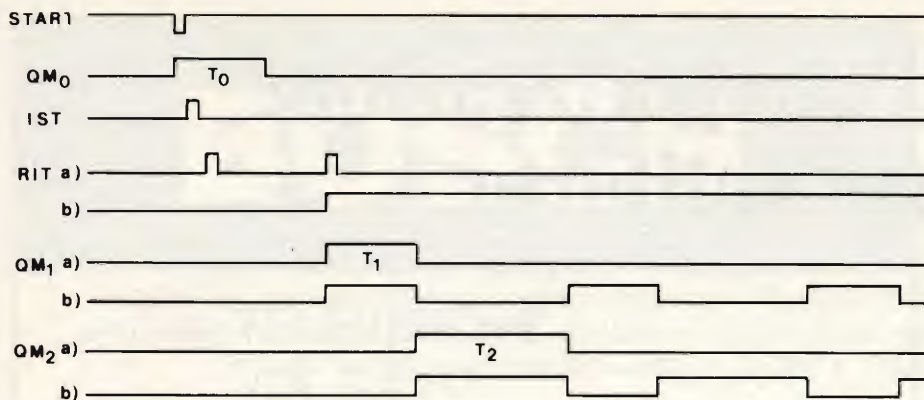 START
QM0 T0
IST
RIT a)
b)
QM1 a) T1
b)
QM2 a) T2
b)